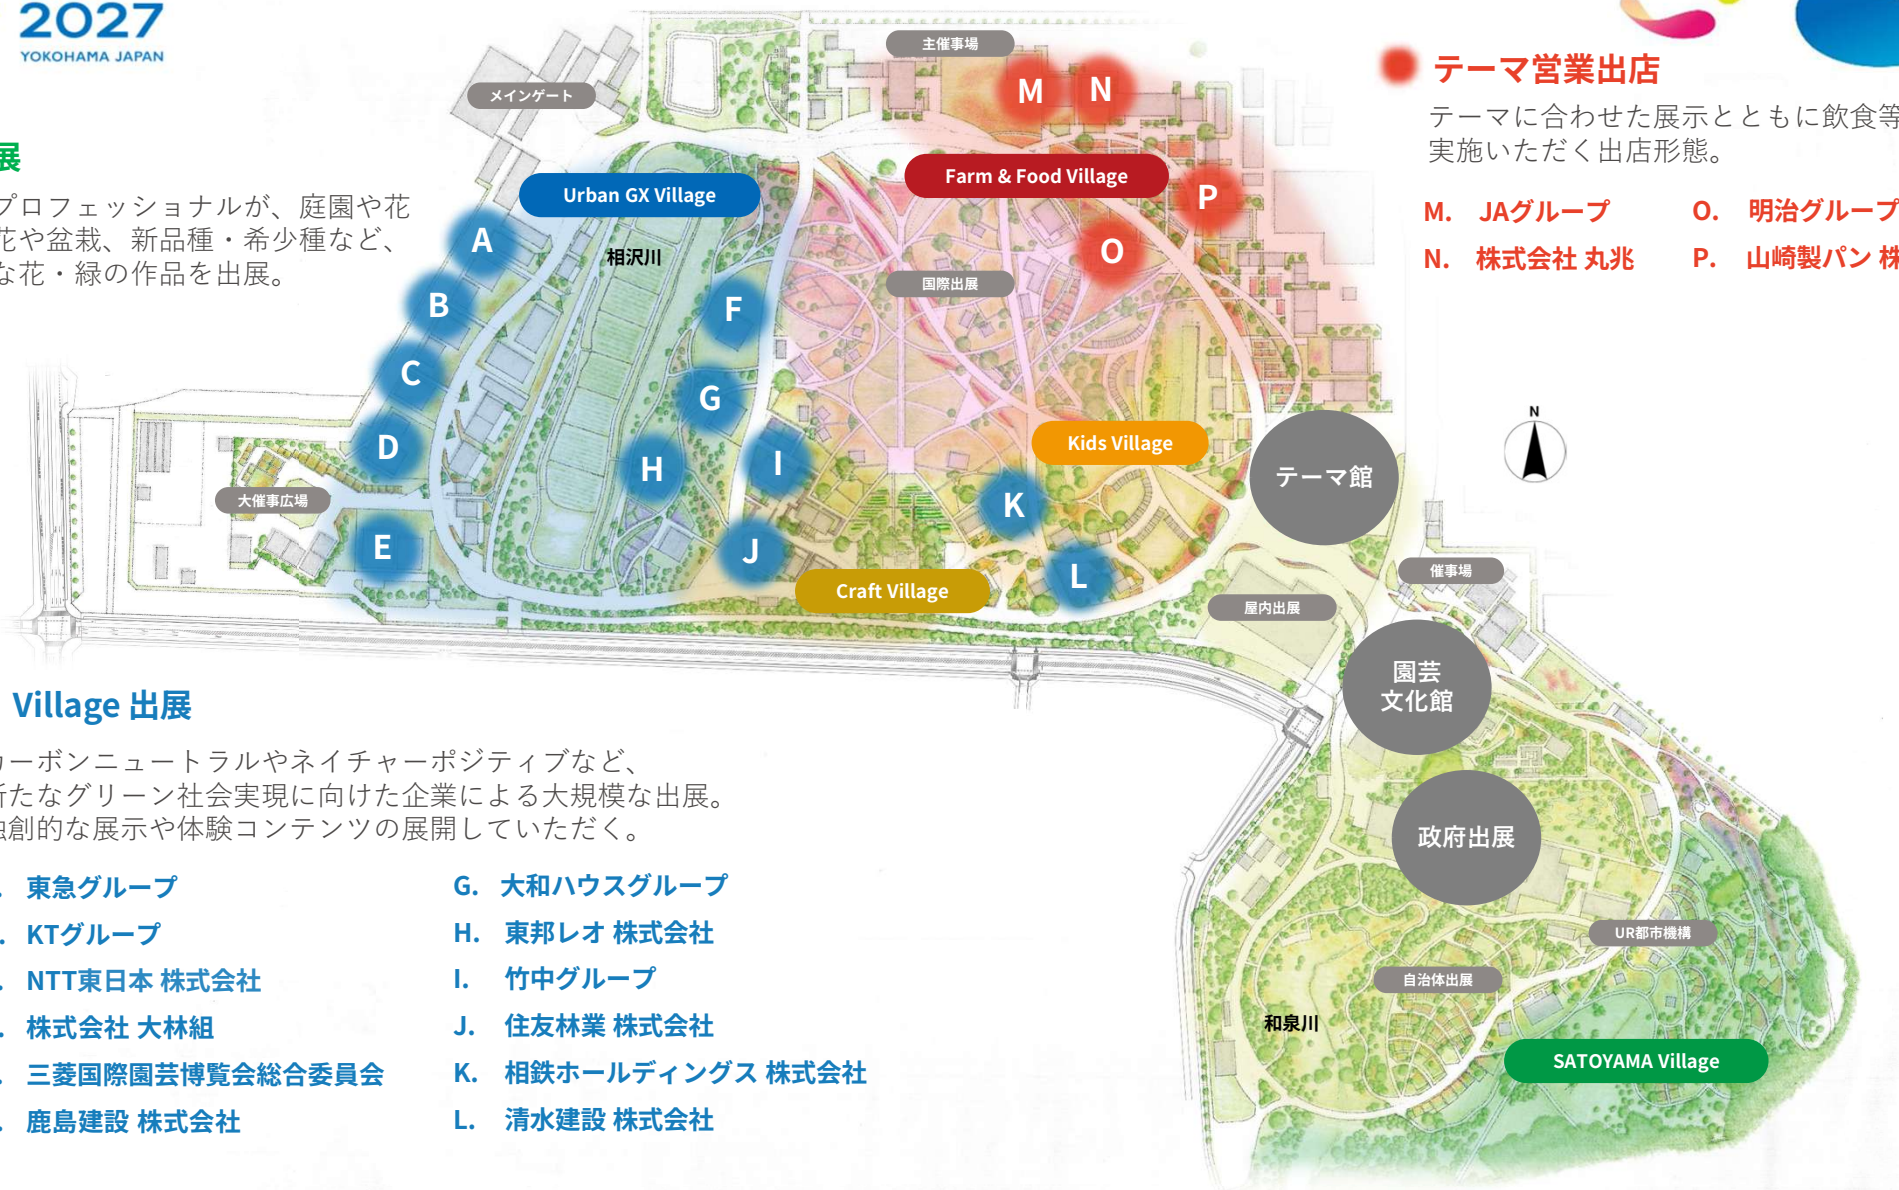 2027
YOKOHAMA JAPAN
展
プロフェッショナルが、庭園や花
花や盆栽、新品種・希少種など、
な花・緑の作品を出展。
メインゲート
主催事場
M
N
Farm & Food Village
P
O
Urban GX Village
相沢川
国際出展
A
B
C
D
E
F
G
H
I
J
K
L
大催事広場
Kids Village
Craft Village
テーマ館
N
催事場
屋内出展
園芸
文化館
政府出展
UR都市機構
自治体出展
和泉川
SATOYAMA Village
テーマ営業出店
テーマに合わせた展示とともに飲食等
実施いただく出店形態。
M. JAグループ
O. 明治グループ
N. 株式会社 丸兆
P. 山崎製パン 株
Village 出展
カーボンニュートラルやネイチャーポジティブなど、
新たなグリーン社会実現に向けた企業による大規模な出展。
独創的な展示や体験コンテンツの展開していただく。
. 東急グループ
. KTグループ
. NTT東日本 株式会社
. 株式会社 大林組
. 三菱国際園芸博覧会総合委員会
. 鹿島建設 株式会社
G. 大和ハウスグループ
H. 東邦レオ 株式会社
I. 竹中グループ
J. 住友林業 株式会社
K. 相鉄ホールディングス 株式会社
L. 清水建設 株式会社